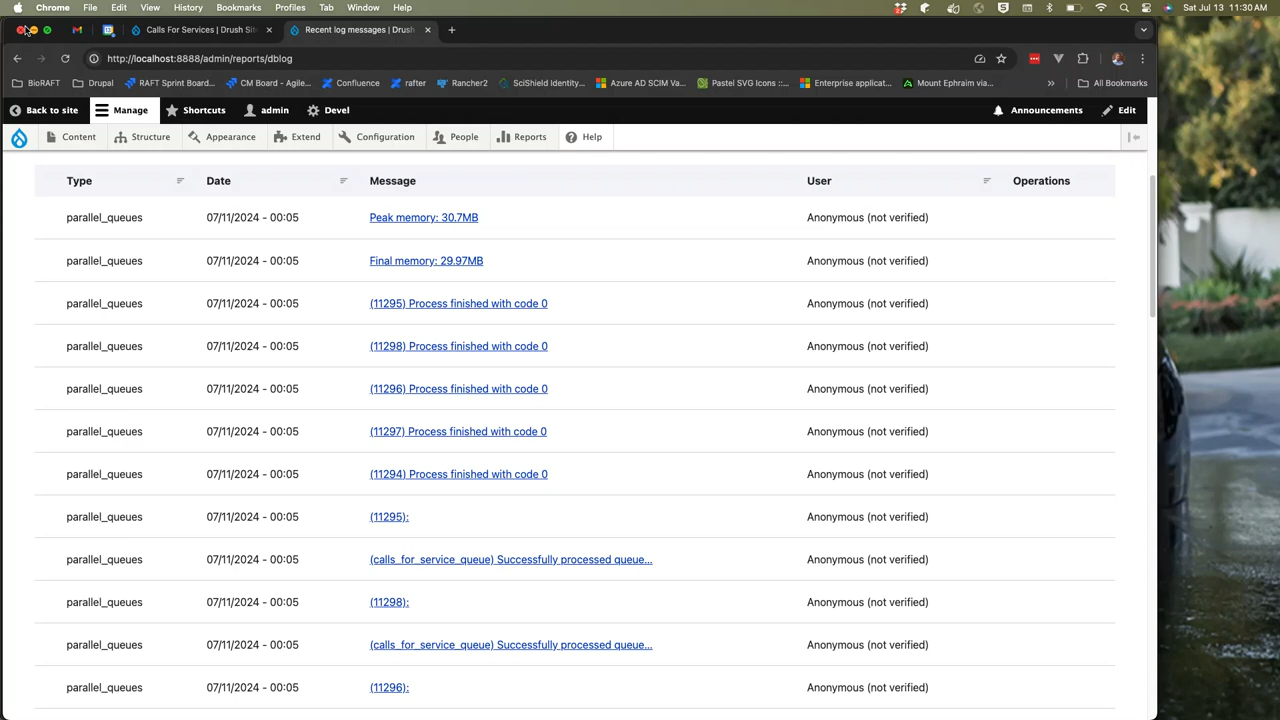 Chrome File Edit View History Bookmarks Profiles Tab Window Help Sat Jul 13 11:30 AM
Calls For Services | Drush Sit Recent log messages | Drush
http://localhost:8888/admin/reports/dblog
BioRAFT Drupal RAFT Sprint Board... CM Board - Agile... Confluence rafter Rancher2 SciShield Identity... Azure AD SCIM Va... Pastel SVG Icons ::... Enterprise applicat... Mount Ephraim via... » All Bookmarks
Back to site Manage Shortcuts admin Devel Announcements Edit
Content Structure Appearance Extend Configuration People Reports Help
Type Date Message User Operations
parallel_queues 07/11/2024 - 00:05 Peak memory: 30.7MB Anonymous (not verified)
parallel_queues 07/11/2024 - 00:05 Final memory: 29.97MB Anonymous (not verified)
parallel_queues 07/11/2024 - 00:05 (11295) Process finished with code 0 Anonymous (not verified)
parallel_queues 07/11/2024 - 00:05 (11298) Process finished with code 0 Anonymous (not verified)
parallel_queues 07/11/2024 - 00:05 (11296) Process finished with code 0 Anonymous (not verified)
parallel_queues 07/11/2024 - 00:05 (11297) Process finished with code 0 Anonymous (not verified)
parallel_queues 07/11/2024 - 00:05 (11294) Process finished with code 0 Anonymous (not verified)
parallel_queues 07/11/2024 - 00:05 (11295): Anonymous (not verified)
parallel_queues 07/11/2024 - 00:05 (calls_for_service_queue) Successfully processed queue... Anonymous (not verified)
parallel_queues 07/11/2024 - 00:05 (11298): Anonymous (not verified)
parallel_queues 07/11/2024 - 00:05 (calls_for_service_queue) Successfully processed queue... Anonymous (not verified)
parallel_queues 07/11/2024 - 00:05 (11296): Anonymous (not verified)